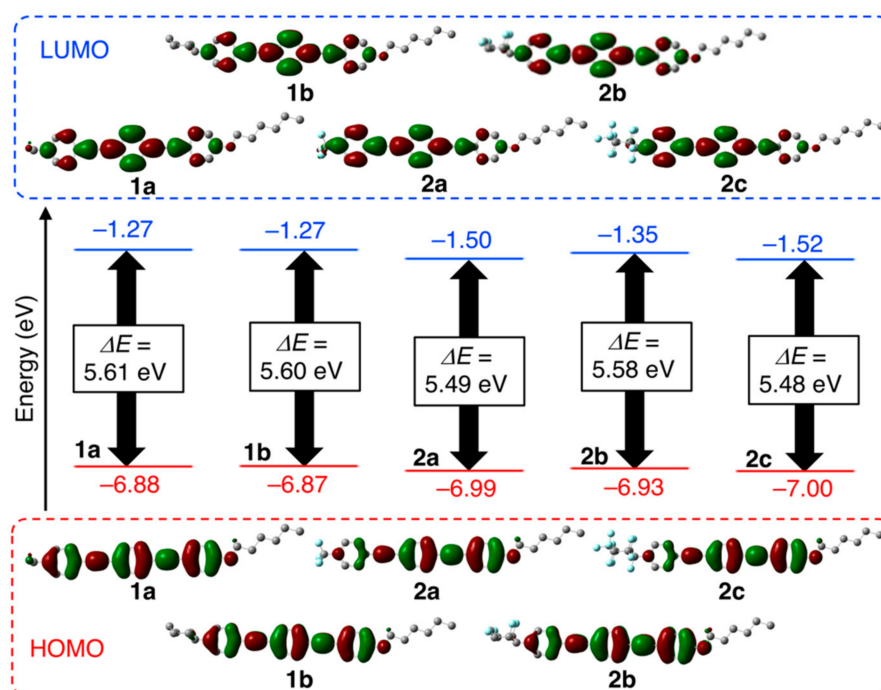 LUMO
1b 2b
1a 2a 2c
Energy (eV)
–1.27 –1.27 –1.50 –1.35 –1.52
ΔE =
5.61 eV
ΔE =
5.60 eV
ΔE =
5.49 eV
ΔE =
5.58 eV
ΔE =
5.48 eV
1a 1b 2a 2b 2c
–6.88 –6.87 –6.99 –6.93 –7.00
1a 2a 2c
HOMO
1b 2b